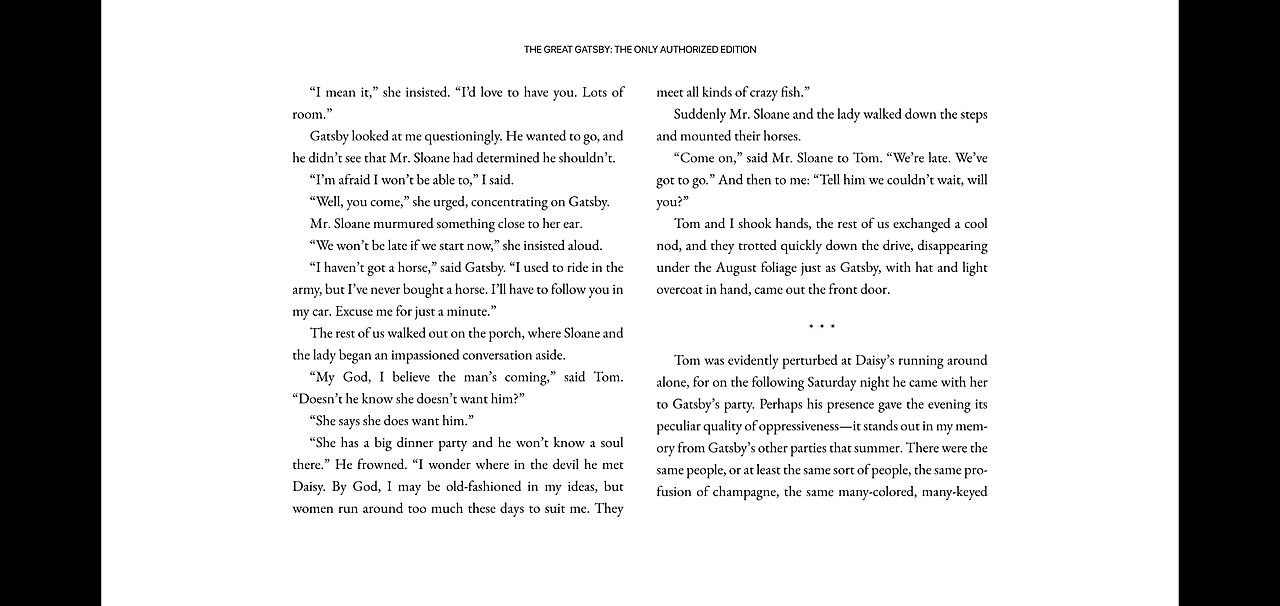 THE GREAT GATSBY: THE ONLY AUTHORIZED EDITION
“I mean it,” she insisted. “I’d love to have you. Lots of
room.”
Gatsby looked at me questioningly. He wanted to go, and
he didn’t see that Mr. Sloane had determined he shouldn’t.
“I’m afraid I won’t be able to,” I said.
“Well, you come,” she urged, concentrating on Gatsby.
Mr. Sloane murmured something close to her ear.
“We won’t be late if we start now,” she insisted aloud.
“I haven’t got a horse,” said Gatsby. “I used to ride in the
army, but I’ve never bought a horse. I’ll have to follow you in
my car. Excuse me for just a minute.”
The rest of us walked out on the porch, where Sloane and
the lady began an impassioned conversation aside.
“My God, I believe the man’s coming,” said Tom.
“Doesn’t he know she doesn’t want him?”
“She says she does want him.”
“She has a big dinner party and he won’t know a soul
there.” He frowned. “I wonder where in the devil he met
Daisy. By God, I may be old-fashioned in my ideas, but
women run around too much these days to suit me. They
meet all kinds of crazy fish.”
Suddenly Mr. Sloane and the lady walked down the steps
and mounted their horses.
“Come on,” said Mr. Sloane to Tom. “We’re late. We’ve
got to go.” And then to me: “Tell him we couldn’t wait, will
you?”
Tom and I shook hands, the rest of us exchanged a cool
nod, and they trotted quickly down the drive, disappearing
under the August foliage just as Gatsby, with hat and light
overcoat in hand, came out the front door.
* * *
Tom was evidently perturbed at Daisy’s running around
alone, for on the following Saturday night he came with her
to Gatsby’s party. Perhaps his presence gave the evening its
peculiar quality of oppressiveness—it stands out in my mem-
ory from Gatsby’s other parties that summer. There were the
same people, or at least the same sort of people, the same pro-
fusion of champagne, the same many-colored, many-keyed